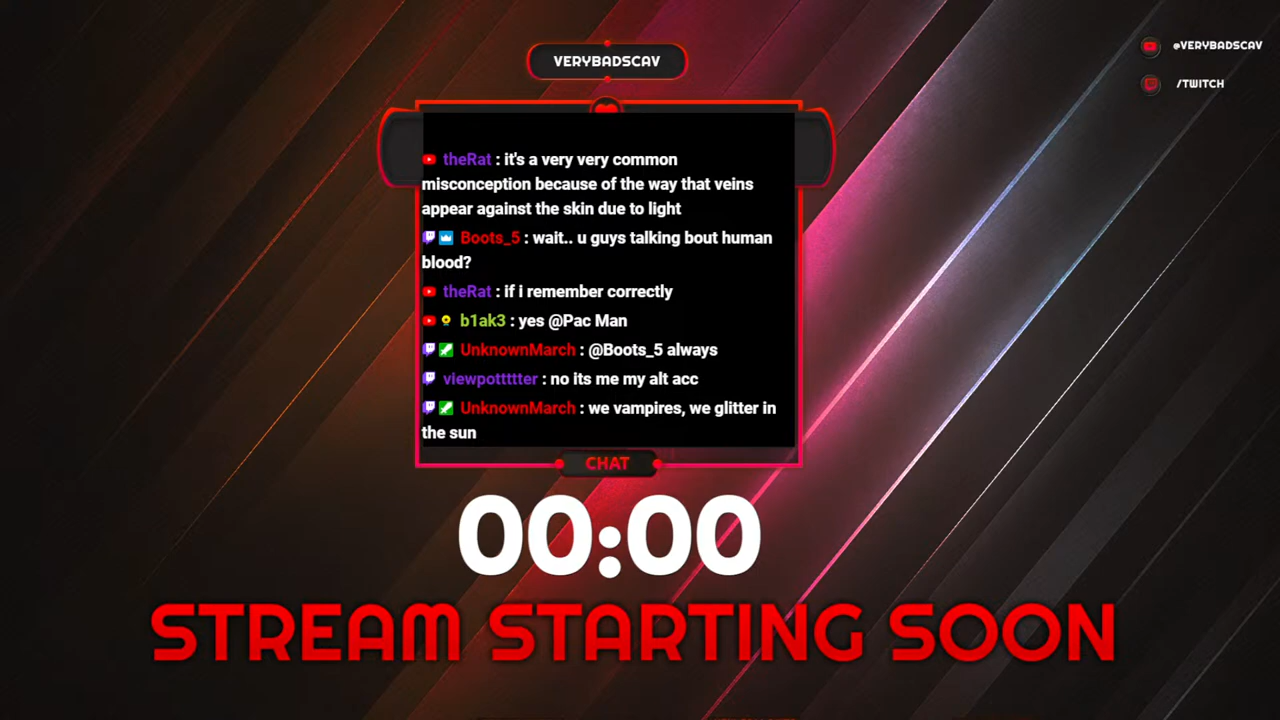 VERYBADSCAV
@VERYBADSCAV
/TWITCH
theRat : it's a very very common
misconception because of the way that veins
appear against the skin due to light
Boots_5 : wait.. u guys talking bout human
blood?
theRat : if i remember correctly
b1ak3 : yes @Pac Man
UnknownMarch : @Boots_5 always
viewpottttter : no its me my alt acc
UnknownMarch : we vampires, we glitter in
the sun
CHAT
00:00
STREAM STARTING SOON